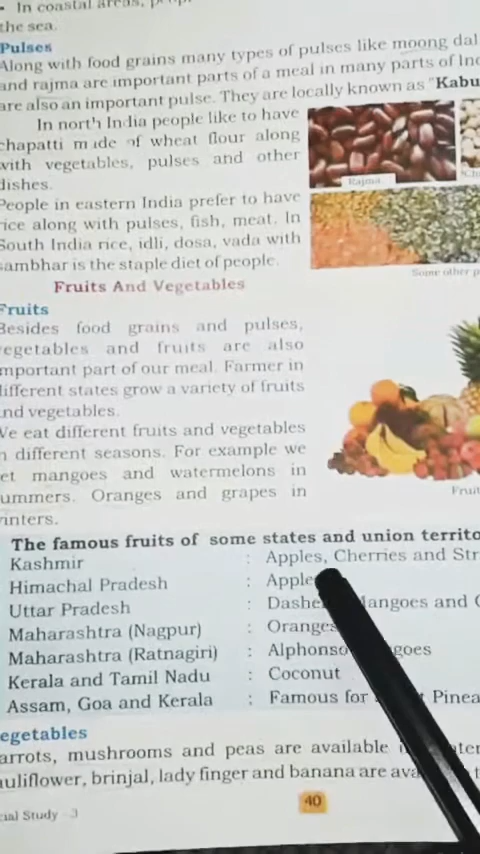 • In coastal areas,
the sea.
Pulses
Along with food grains many types of pulses like moong dal
and rajma are important parts of a meal in many parts of
are also an important pulse. They are locally known as "Kabu
In north India people like to have
chapatti made of wheat flour along
with vegetables, pulses and other
dishes.
Rajma
People in eastern India prefer to have
rice along with pulses, fish, meat. In
South India rice, idli, dosa, vada with
sambhar is the staple diet of people.
Some other p
Fruits And Vegetables
Fruits
Besides food grains and pulses,
vegetables and fruits are also
important part of our meal. Farmer in
different states grow a variety of fruits
and vegetables.
We eat different fruits and vegetables
in different seasons. For example we
et mangoes and watermelons in
ummers. Oranges and grapes in
winters.
Fruit
The famous fruits of some states and union territo
Kashmir : Apples, Cherries and Str
Himachal Pradesh : Apple
Uttar Pradesh : Dashe Mangoes and
Maharashtra (Nagpur) : Oranges
Maharashtra (Ratnagiri) : Alphonso goes
Kerala and Tamil Nadu : Coconut
Assam, Goa and Kerala : Famous for Pinea
egetables
arrots, mushrooms and peas are available
auliflower, brinjal, lady finger and banana are ava
cial Study - 3
40